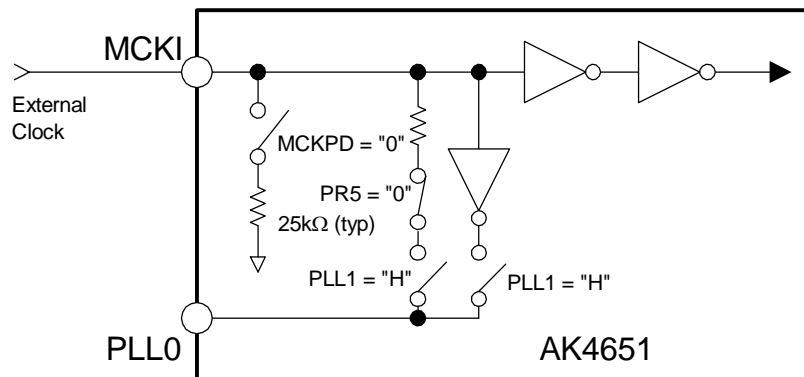 MCKI
External
Clock
MCKPD = "0"
PR5 = "0"
25kΩ (typ)
PLL1 = "H"
PLL1 = "H"
PLL0
AK4651